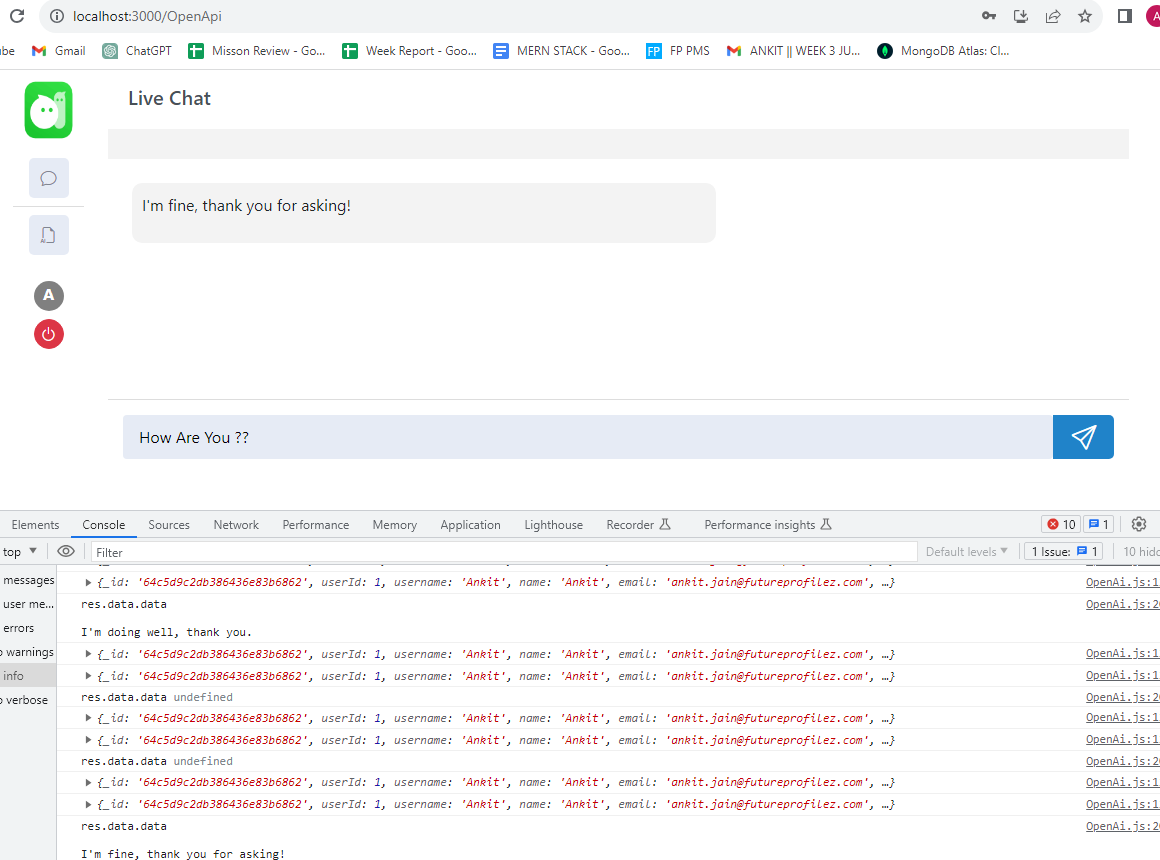 localhost:3000/OpenApi
A
be
Gmail
ChatGPT
Misson Review - Go...
Week Report - Goo...
MERN STACK - Goo...
FP
FP PMS
ANKIT || WEEK 3 JU...
MongoDB Atlas: Cl...
Live Chat
I'm fine, thank you for asking!
A
How Are You ??
Elements
Console
Sources
Network
Performance
Memory
Application
Lighthouse
Recorder
Performance insights
10
1
top
Filter
Default levels
1 Issue:
1
10 hidd
messages
user me...
errors
o warnings
info
o verbose
{_id: '64c5d9c2db386436e83b6862', userId: 1, username: 'Ankit', name: 'Ankit', email: 'ankit.jain@futureprofilez.com', …}
OpenAi.js:1
res.data.data
OpenAi.js:20
I'm doing well, thank you.
{_id: '64c5d9c2db386436e83b6862', userId: 1, username: 'Ankit', name: 'Ankit', email: 'ankit.jain@futureprofilez.com', …}
OpenAi.js:1
{_id: '64c5d9c2db386436e83b6862', userId: 1, username: 'Ankit', name: 'Ankit', email: 'ankit.jain@futureprofilez.com', …}
OpenAi.js:1
res.data.data undefined
OpenAi.js:20
{_id: '64c5d9c2db386436e83b6862', userId: 1, username: 'Ankit', name: 'Ankit', email: 'ankit.jain@futureprofilez.com', …}
OpenAi.js:1
{_id: '64c5d9c2db386436e83b6862', userId: 1, username: 'Ankit', name: 'Ankit', email: 'ankit.jain@futureprofilez.com', …}
OpenAi.js:1
res.data.data undefined
OpenAi.js:20
{_id: '64c5d9c2db386436e83b6862', userId: 1, username: 'Ankit', name: 'Ankit', email: 'ankit.jain@futureprofilez.com', …}
OpenAi.js:1
{_id: '64c5d9c2db386436e83b6862', userId: 1, username: 'Ankit', name: 'Ankit', email: 'ankit.jain@futureprofilez.com', …}
OpenAi.js:1
res.data.data
OpenAi.js:20
I'm fine, thank you for asking!